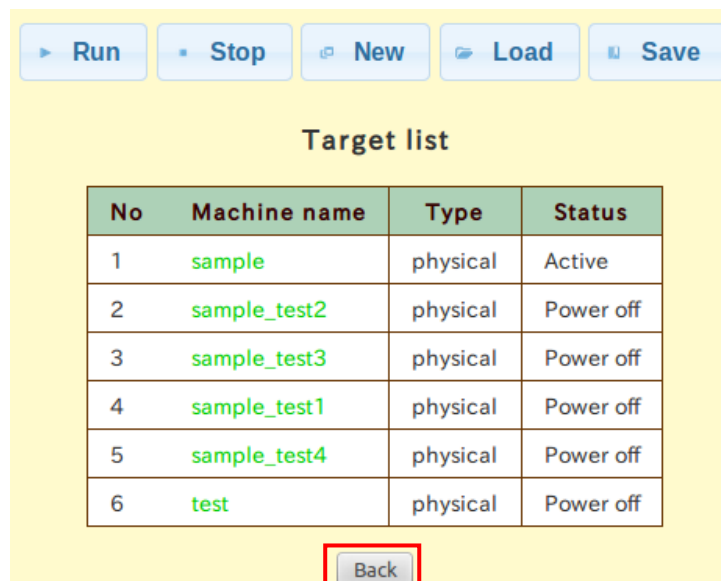 Run Stop New Load Save
Target list
No Machine name Type Status
1 sample physical Active
2 sample_test2 physical Power off
3 sample_test3 physical Power off
4 sample_test1 physical Power off
5 sample_test4 physical Power off
6 test physical Power off
Back